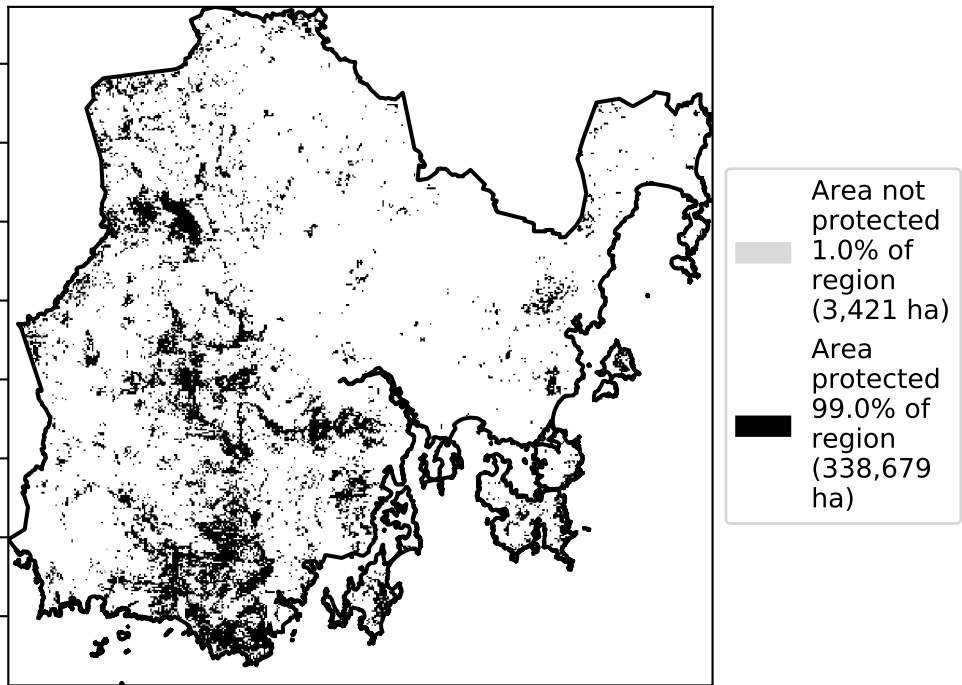 Area not
protected
1.0% of
region
(3,421 ha)
Area
protected
99.0% of
region
(338,679
ha)